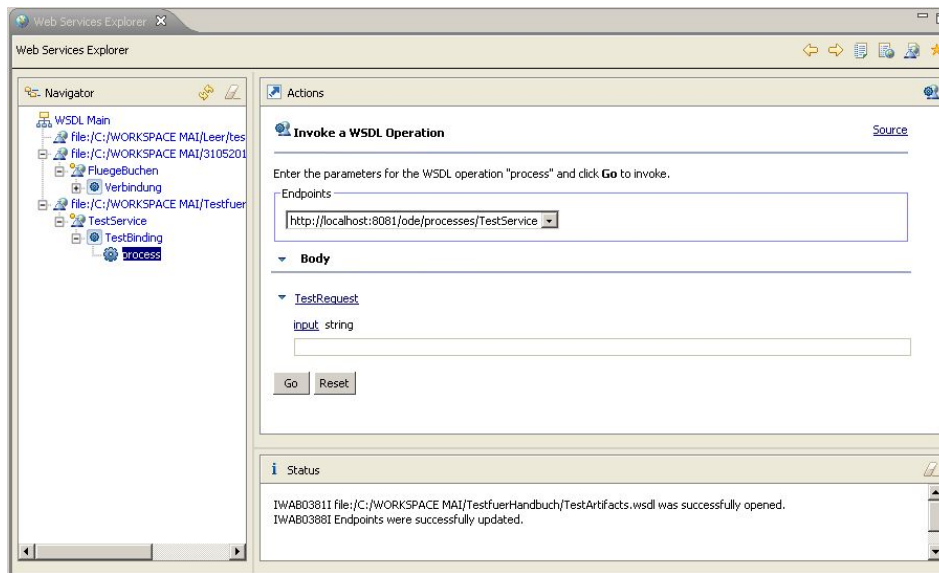 Web Services Explorer
Web Services Explorer
Navigator
WSDL Main
file:/C:/WORKSPACE MAI/Leer/tes
file:/C:/WORKSPACE MAI/3105201
FluegeBuchen
Verbindung
file:/C:/WORKSPACE MAI/Testfuer
TestService
TestBinding
process
Actions
Invoke a WSDL Operation
Source
Enter the parameters for the WSDL operation "process" and click Go to invoke.
Endpoints
http://localhost:8081/ode/processes/TestService
Body
TestRequest
input string
Go Reset
i Status
IWAB0381I file:/C:/WORKSPACE MAI/TestfuerHandbuch/TestArtifacts.wsdl was successfully opened.
IWAB0388I Endpoints were successfully updated.